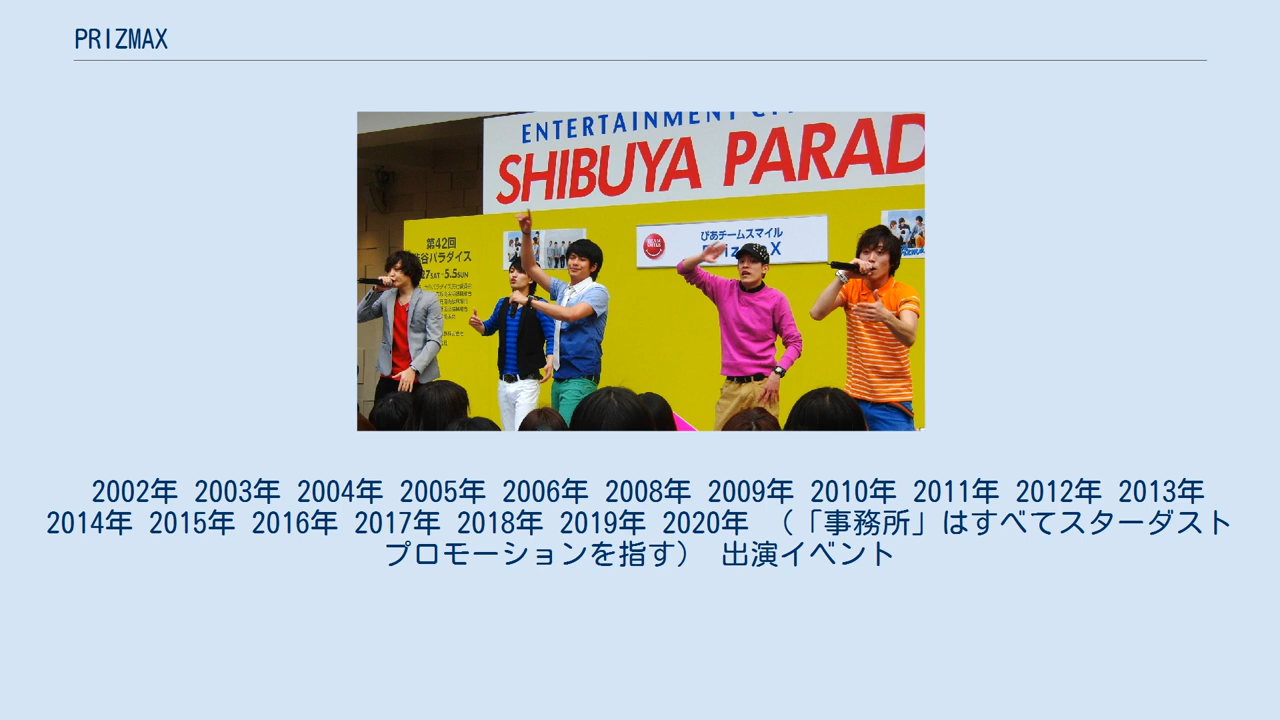 PRIZMAX
ENTERTAINMENT
SHIBUYA PARAD
第42回
渋谷パラダイス
27SAT-5.5SUN
ぴあチームスマイル
PrizmaX
2002年 2003年 2004年 2005年 2006年 2008年 2009年 2010年 2011年 2012年 2013年
2014年 2015年 2016年 2017年 2018年 2019年 2020年 (「事務所」はすべてスターダスト
プロモーションを指す) 出演イベント